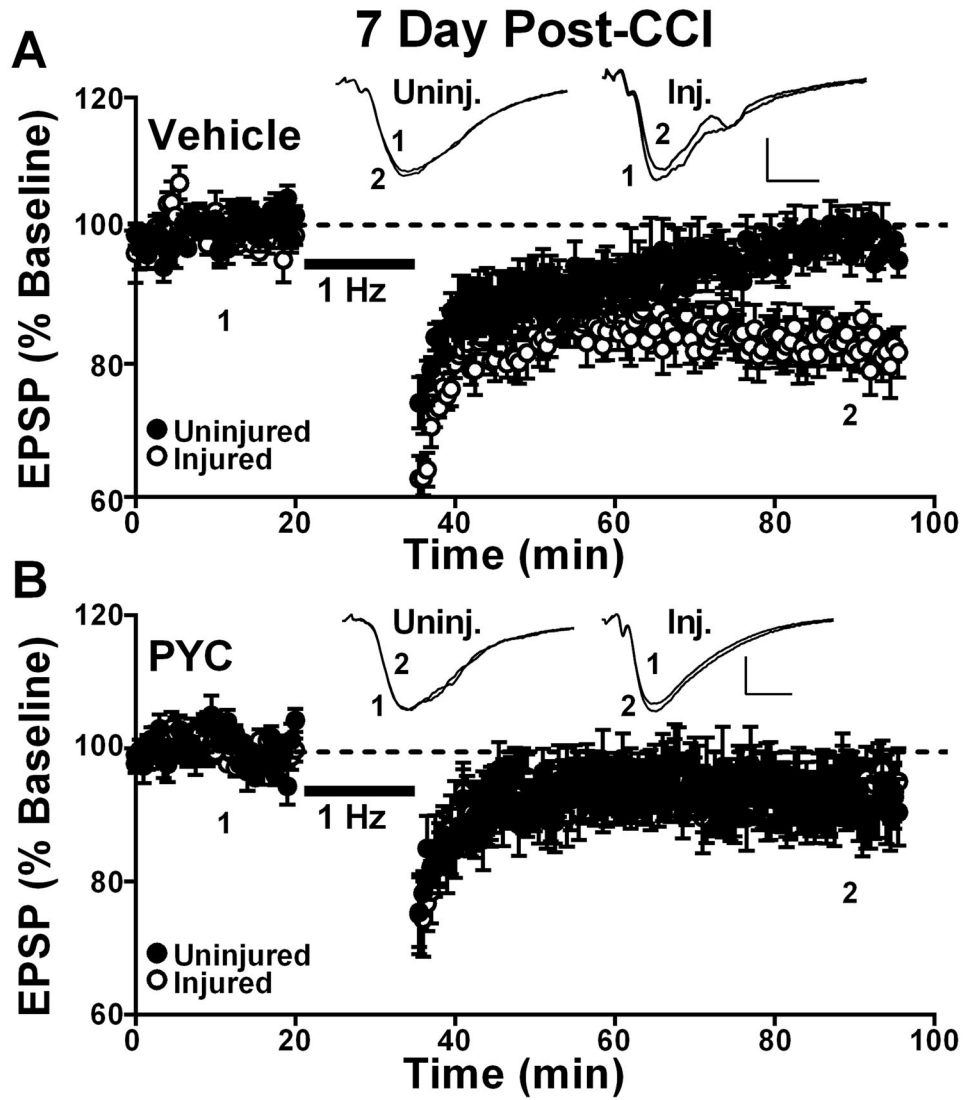 7 Day Post-CCI
A
120
Vehicle
Uninj.
1
2
Inj.
2
1
100
1 Hz
1
80
2
Uninjured
Injured
60
0 20 40 60 80 100
Time (min)
EPSP (% Baseline)
B
120
PYC
Uninj.
2
1
Inj.
1
2
100
1 Hz
1
80
2
Uninjured
Injured
60
0 20 40 60 80 100
Time (min)
EPSP (% Baseline)